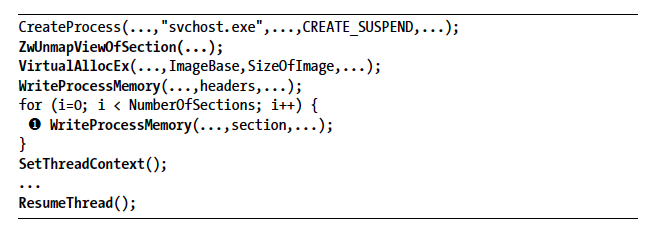 CreateProcess(...,"svchost.exe",...,CREATE_SUSPEND,...);
ZwUnmapViewOfSection(...);
VirtualAllocEx(...,ImageBase,SizeOfImage,...);
WriteProcessMemory(...,headers,...);
for (i=0; i < NumberOfSections; i++) {
❶ WriteProcessMemory(...,section,...);
}
SetThreadContext();
...
ResumeThread();